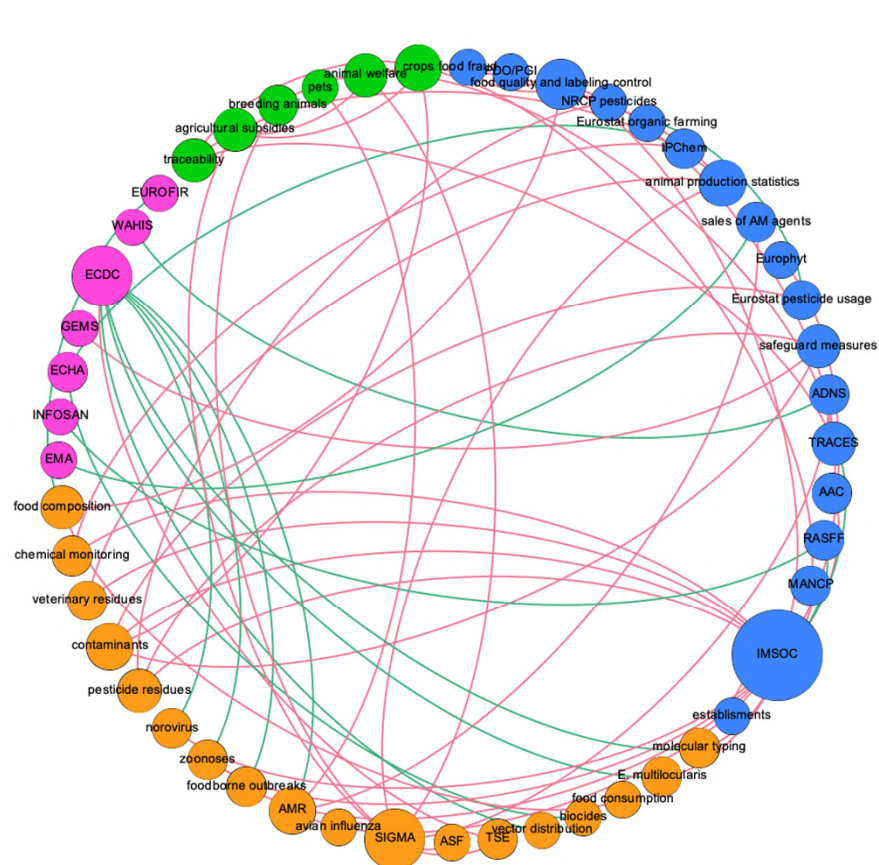 crops
food fraud
PDO/PGI
food quality and labeling control
NRCP pesticides
Eurostat organic farming
IPChem
animal production statistics
sales of AM agents
Europhyt
Eurostat pesticide usage
safeguard measures
ADNS
TRACES
AAC
RASFF
MANCP
IMSOC
establisments
molecular typing
E. multilocularis
food consumption
biocides
vector distribution
TSE
ASF
SIGMA
avian influenza
AMR
foodborne outbreaks
zoonoses
norovirus
pesticide residues
contaminants
veterinary residues
chemical monitoring
food composition
EMA
INFOSAN
ECHA
GEMS
ECDC
WAHIS
EUROFIR
traceability
agricultural subsidies
breeding animals
pets
animal welfare